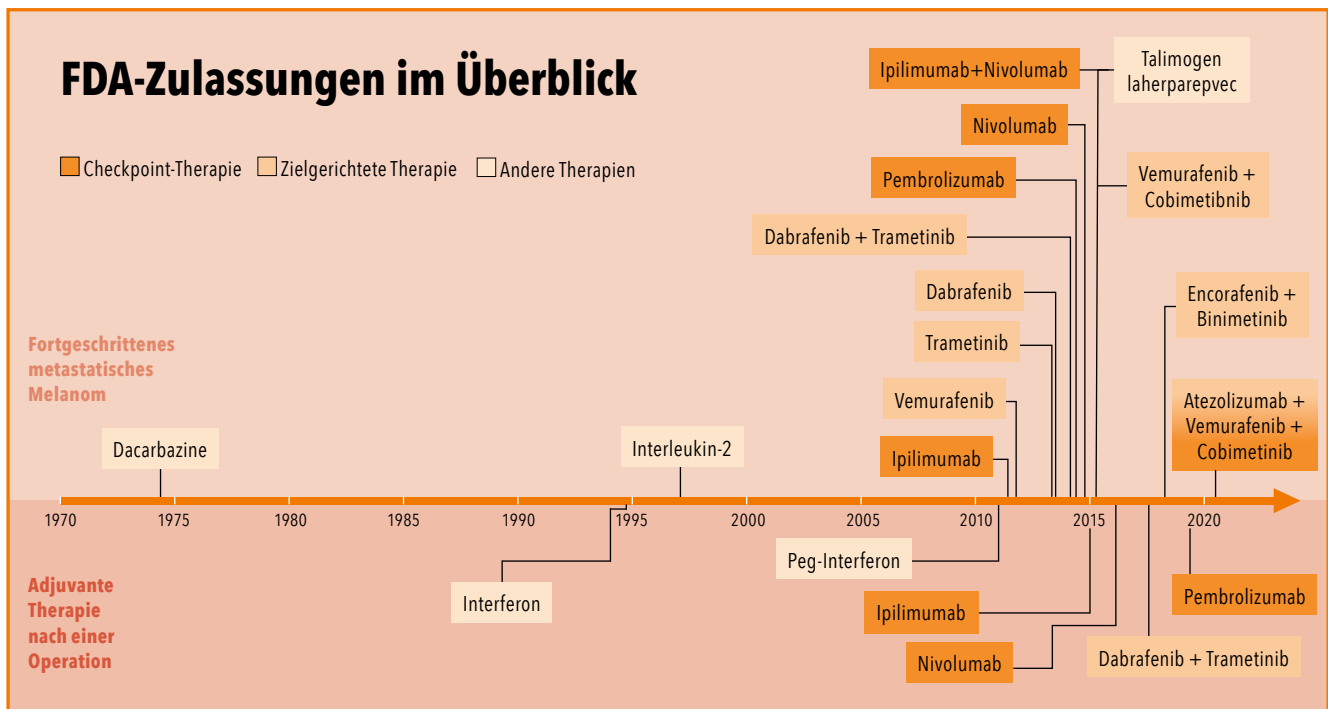 FDA-Zulassungen im Überblick
Checkpoint-Therapie
Zielgerichtete Therapie
Andere Therapien
Ipilimumab+Nivolumab
Talimogen
laherparepvec
Nivolumab
Pembrolizumab
Vemurafenib +
Cobimetibnib
Dabrafenib + Trametinib
Dabrafenib
Encorafenib +
Binimetinib
Trametinib
Fortgeschrittenes
metastatisches
Melanom
Vemurafenib
Atezolizumab +
Vemurafenib +
Cobimetinib
Dacarbazine
Interleukin-2
Ipilimumab
1970
1975
1980
1985
1990
1995
2000
2005
2010
2015
2020
Adjuvante
Therapie
nach einer
Operation
Interferon
Peg-Interferon
Ipilimumab
Pembrolizumab
Nivolumab
Dabrafenib + Trametinib